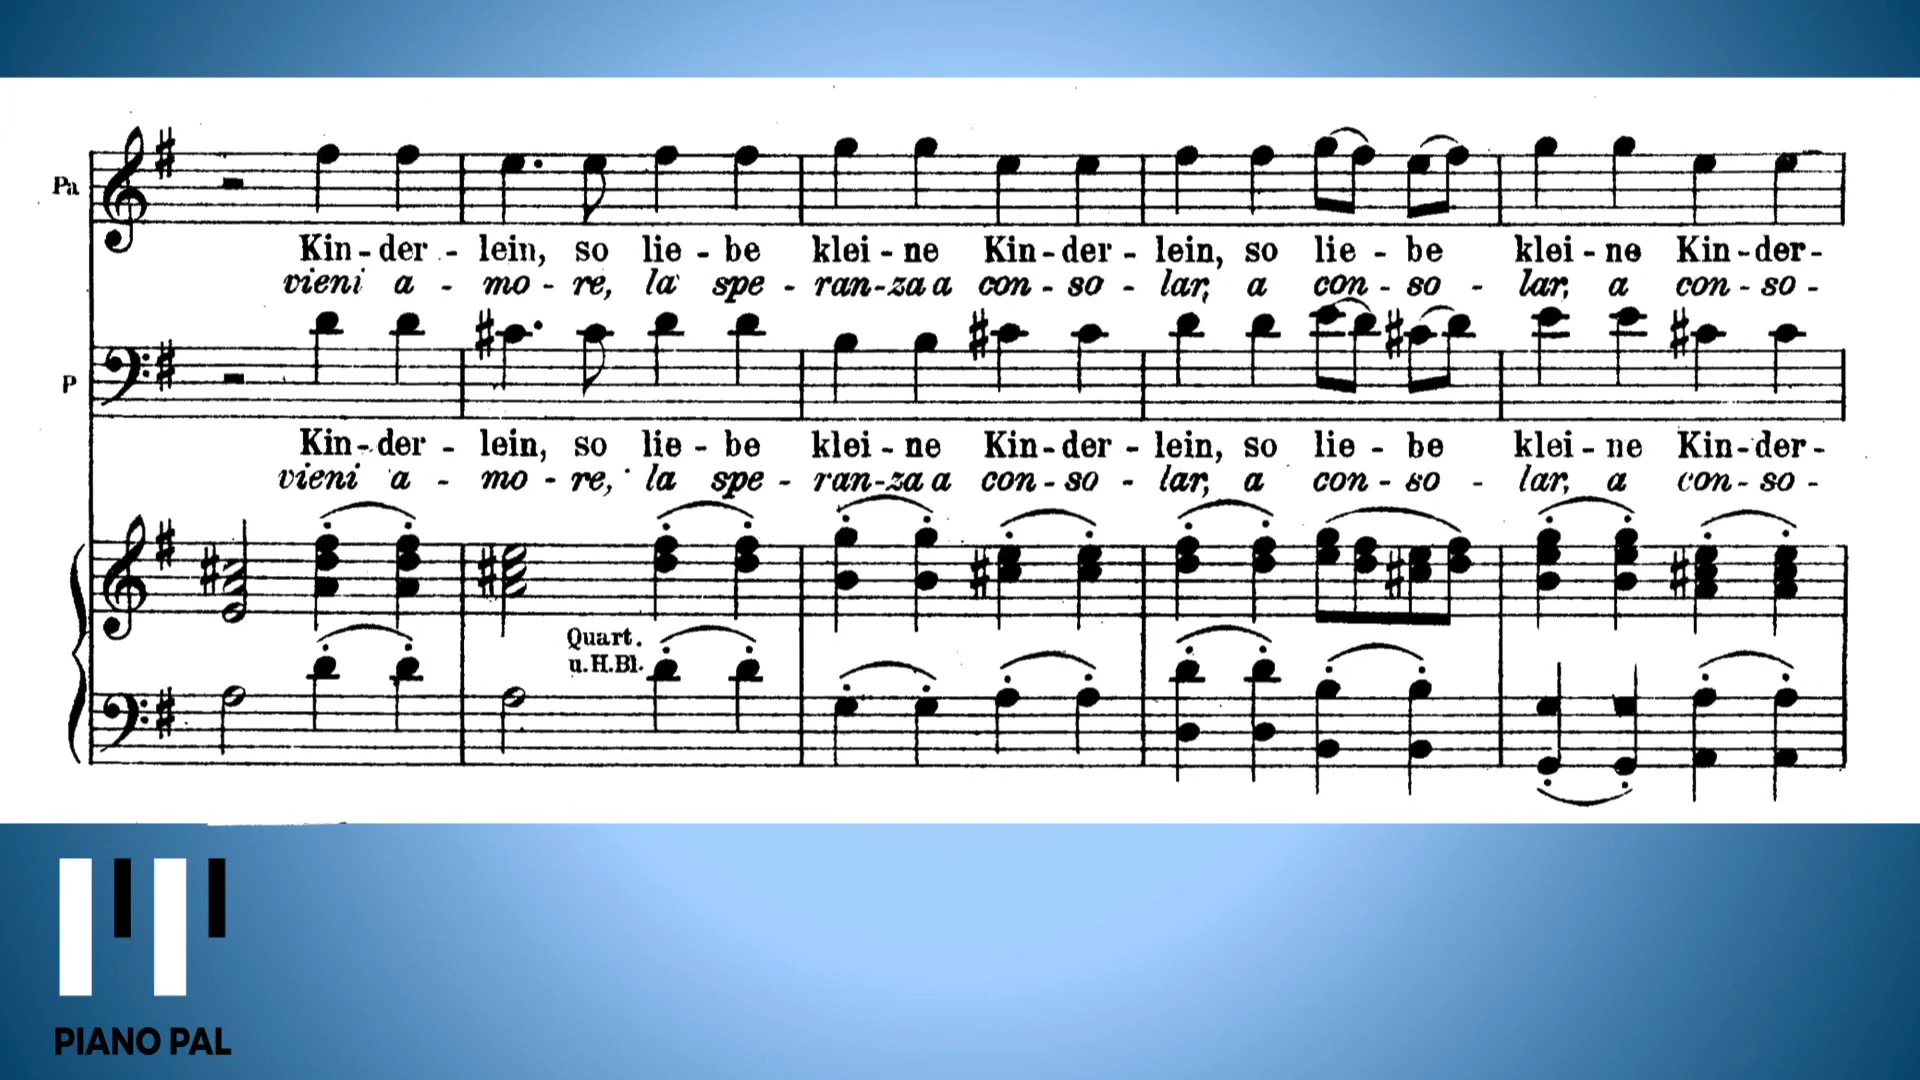 Pa
Kin-der - lein, so lie - be klei - ne Kin-der - lein, so lie - be klei - ne Kin-der-
vieni a - mo - re, la spe - ran-za a con - so - lar, a con - so - lar, a con - so -
P
Kin-der - lein, so lie - be klei - ne Kin-der - lein, so lie - be klei - ne Kin-der-
vieni a - mo - re, la spe - ran-za a con - so - lar, a con - so - lar, a con - so -
Quart.
u.H.Bl.
PIANO PAL